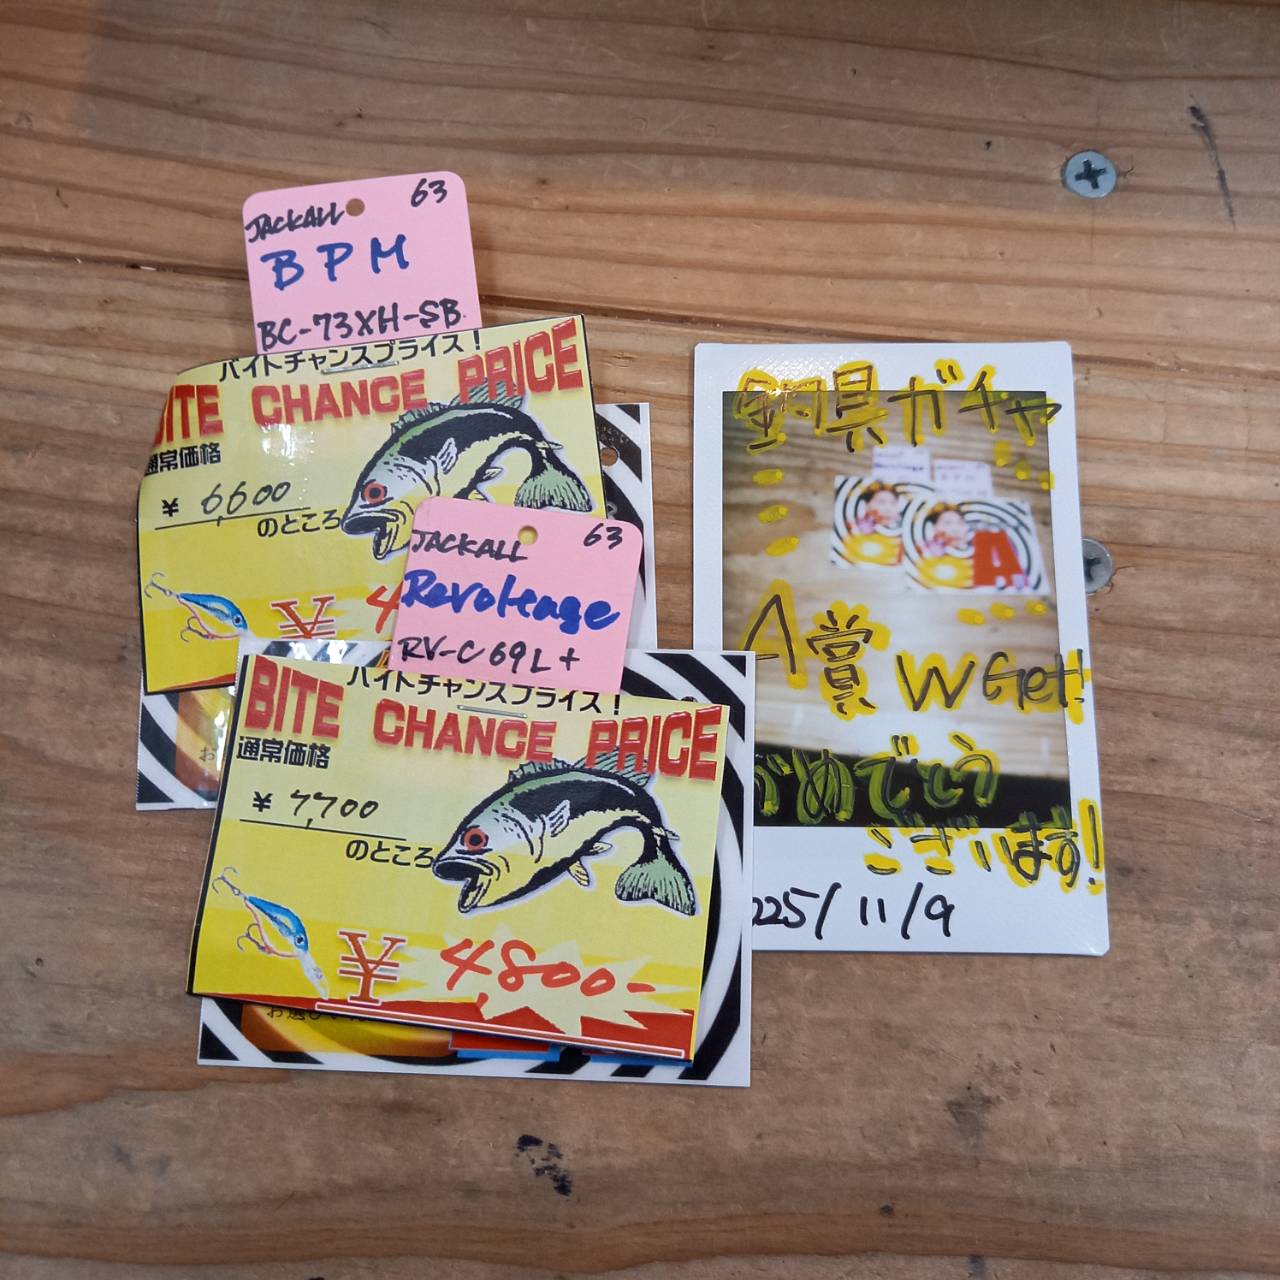 63
JACKALL
BPM
BC-73XH-SB
バイトチャンスプライス!
BITE CHANCE PRICE
通常価格
¥ 6,600
のところ
¥ 4
JACKALL
63
Revoltage
RV-C69L+
バイトチャンスプライス!
BITE CHANCE PRICE
通常価格
¥ 7,700
のところ
¥ 4,800-
釣具ガチャ
A
A賞 W Get!
おめでとう
ございます!
025/11/9